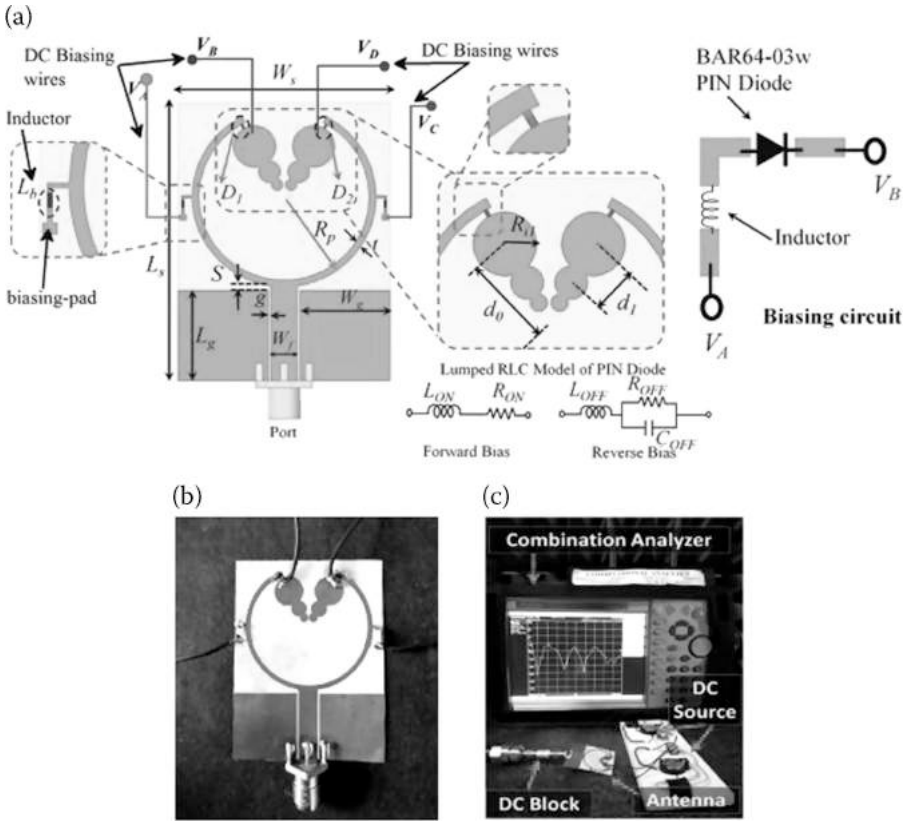 (a)
DC Biasing
wires
V_B
V_D
DC Biasing
wires
W_s
V_A
V_C
BAR64-03w
PIN Diode
Inductor
L_b
biasing-pad
D_1
D_2
R_p
t
L_s
S
g
W_g
L_g
W_f
Port
R_i1
d_0
d_1
V_B
Inductor
V_A
Biasing circuit
Lumped RLC Model of PIN Diode
L_ON
R_ON
L_OFF
R_OFF
C_OFF
Forward Bias
Reverse Bias
(b)
(c)
Combination Analyzer
DC
Source
DC Block
Antenna